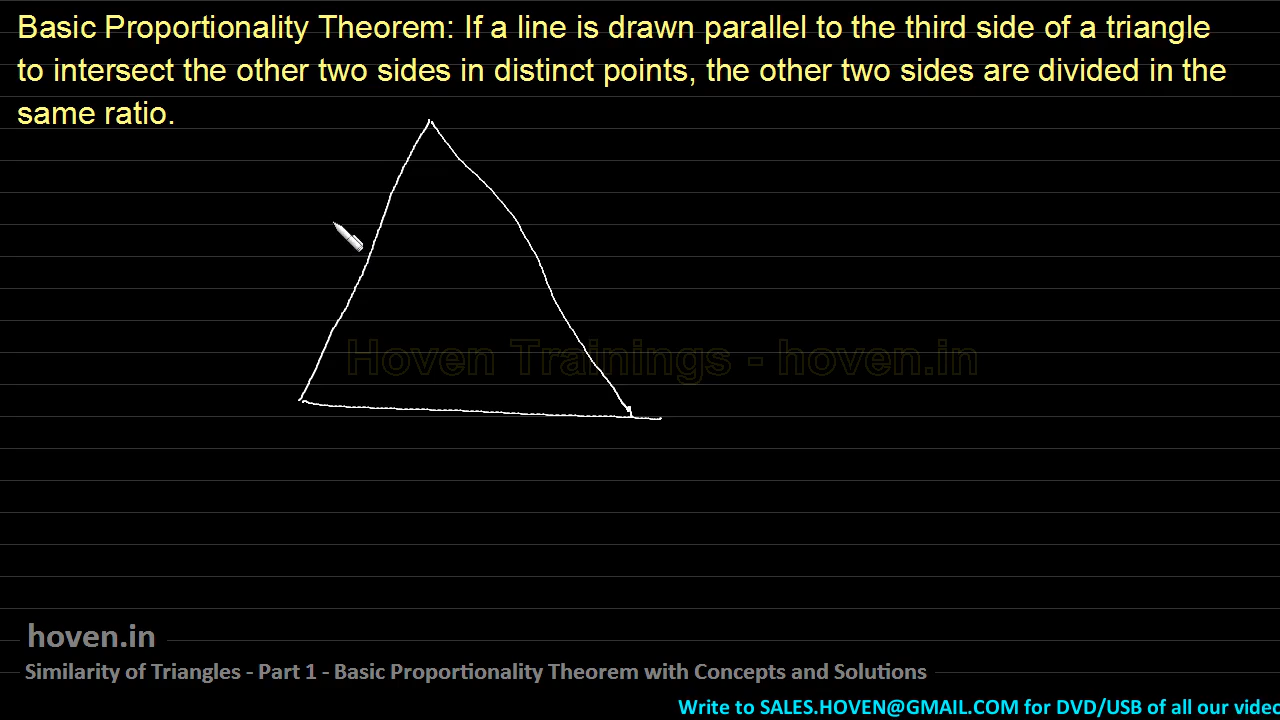 Basic Proportionality Theorem: If a line is drawn parallel to the third side of a triangle
to intersect the other two sides in distinct points, the other two sides are divided in the
same ratio.
Hoven Trainings - hoven.in
hoven.in
Similarity of Triangles - Part 1 - Basic Proportionality Theorem with Concepts and Solutions
Write to SALES.HOVEN@GMAIL.COM for DVD/USB of all our video